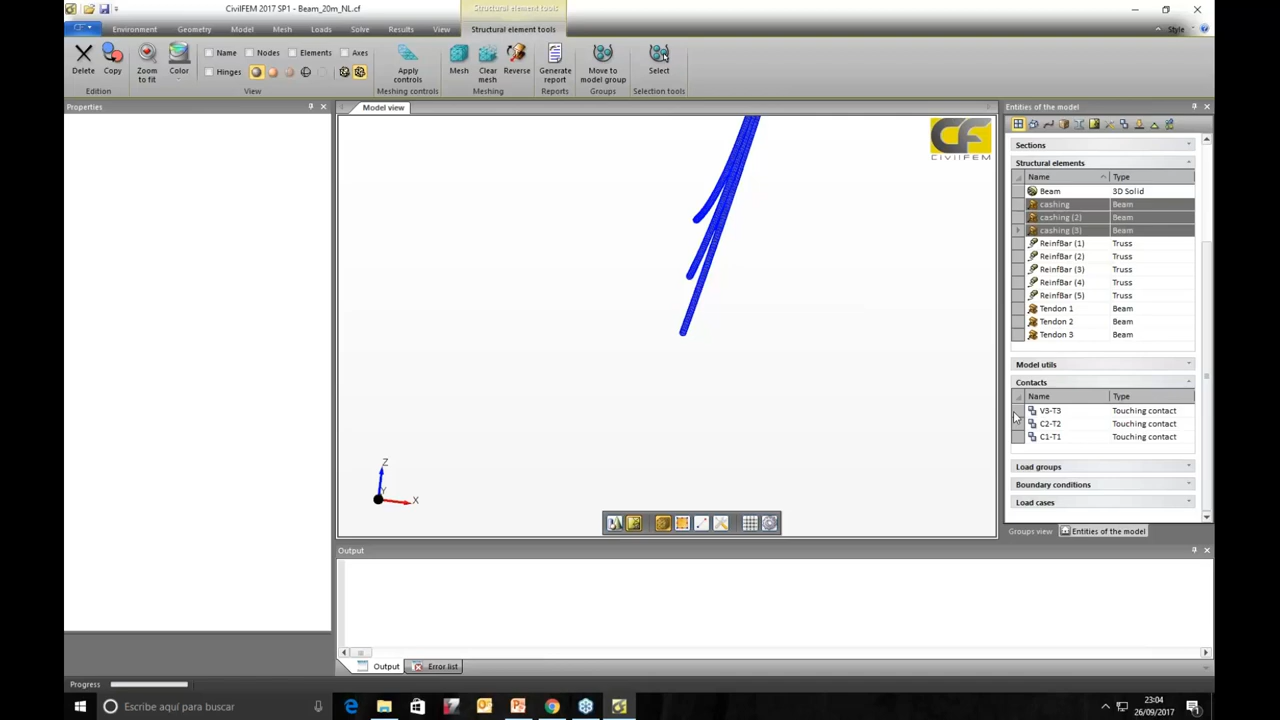 CivilFEM 2017 SP1 - Beam_20m_NL.cf
Structural element tools
Environment Geometry Model Mesh Loads Solve Results View Structural element tools Style
Name Nodes Elements Axes
Hinges
Delete Copy Zoom to fit Color Apply controls Mesh Clear mesh Reverse Generate report Move to model group Select
Edition View Meshing controls Meshing Reports Groups Selection tools
Properties
Model view
CF
CIVILFEM
Z
Y
X
Entities of the model
Sections
Structural elements
Name Type
Beam 3D Solid
cashing Beam
cashing (2) Beam
cashing (3) Beam
ReinfBar (1) Truss
ReinfBar (2) Truss
ReinfBar (3) Truss
ReinfBar (4) Truss
ReinfBar (5) Truss
Tendon 1 Beam
Tendon 2 Beam
Tendon 3 Beam
Model utils
Contacts
Name Type
V3-T3 Touching contact
C2-T2 Touching contact
C1-T1 Touching contact
Load groups
Boundary conditions
Load cases
Groups view Entities of the model
Output
Output Error list
Progress
Escribe aquí para buscar
23:04
26/09/2017